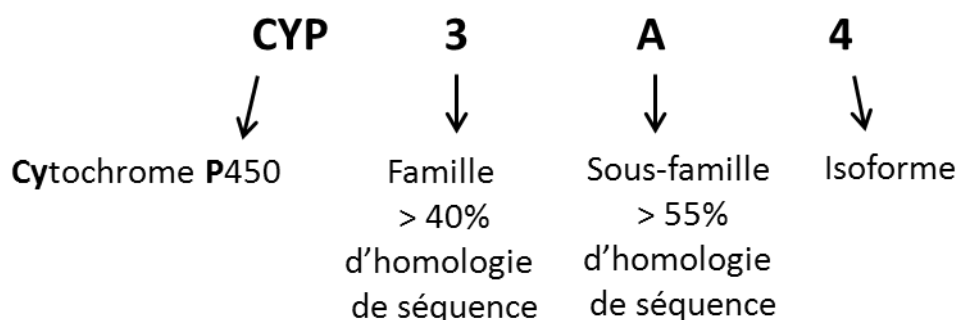 CYP 3 A 4
Cytochrome P450
Famille
> 40%
d'homologie
de séquence
Sous-famille
> 55%
d'homologie
de séquence
Isoforme